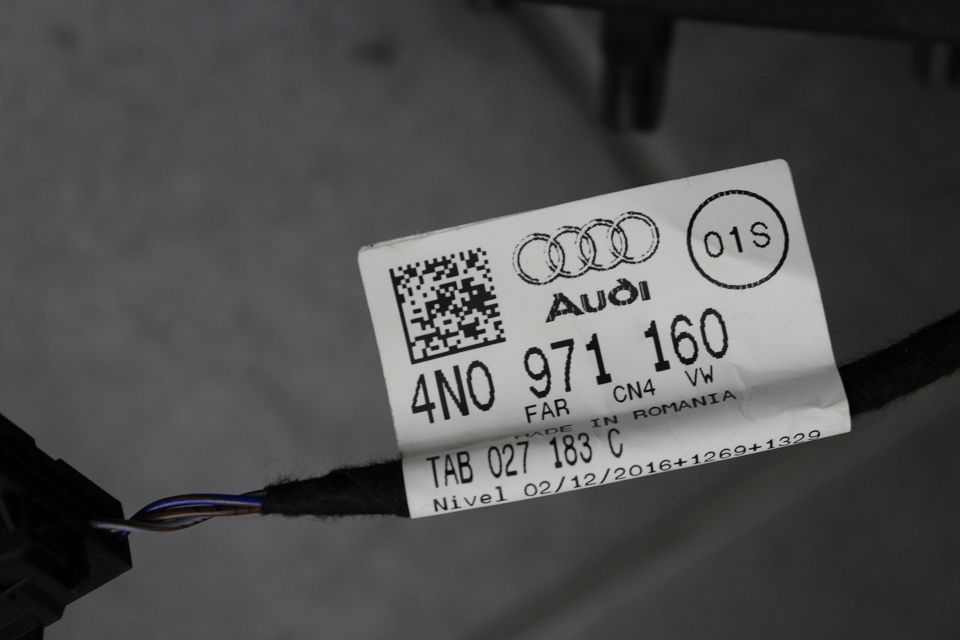 01S
Audi
4N0 971 160
FAR CN4 VW
MADE IN ROMANIA
TAB 027 183 C
Nivel 02/12/2016+1269+1329